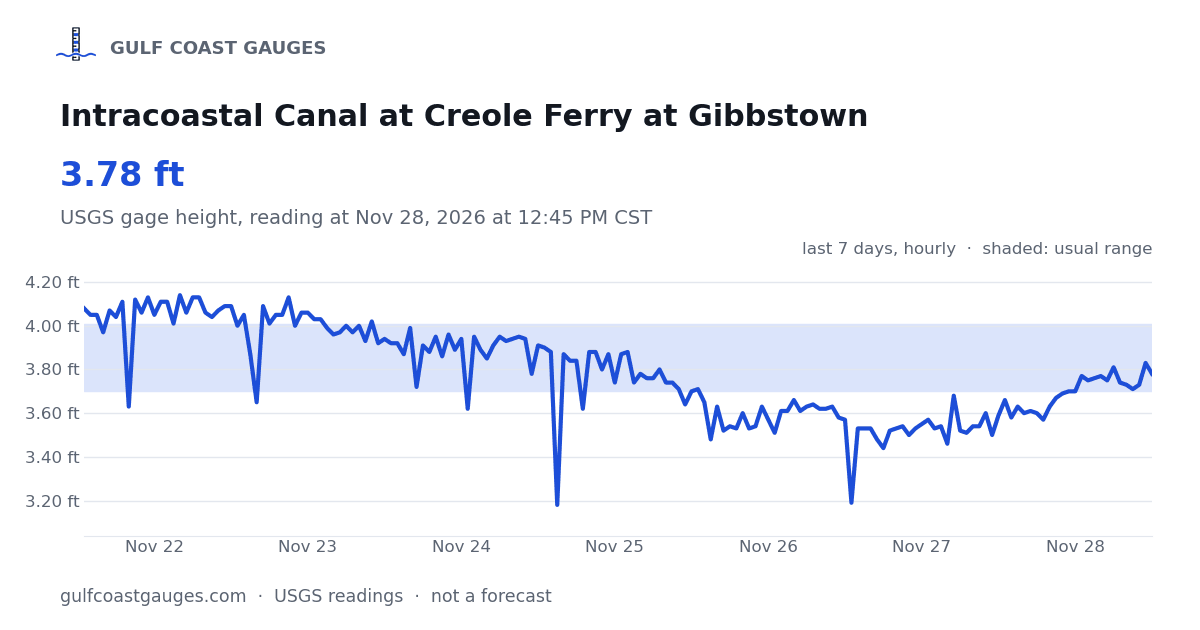 GULF COAST GAUGES
Intracoastal Canal at Creole Ferry at Gibbstown
3.78 ft
USGS gage height, reading at Nov 28, 2026 at 12:45 PM CST
last 7 days, hourly · shaded: usual range
4.20 ft
4.00 ft
3.80 ft
3.60 ft
3.40 ft
3.20 ft
Nov 22 Nov 23 Nov 24 Nov 25 Nov 26 Nov 27 Nov 28
gulfcoastgauges.com · USGS readings · not a forecast